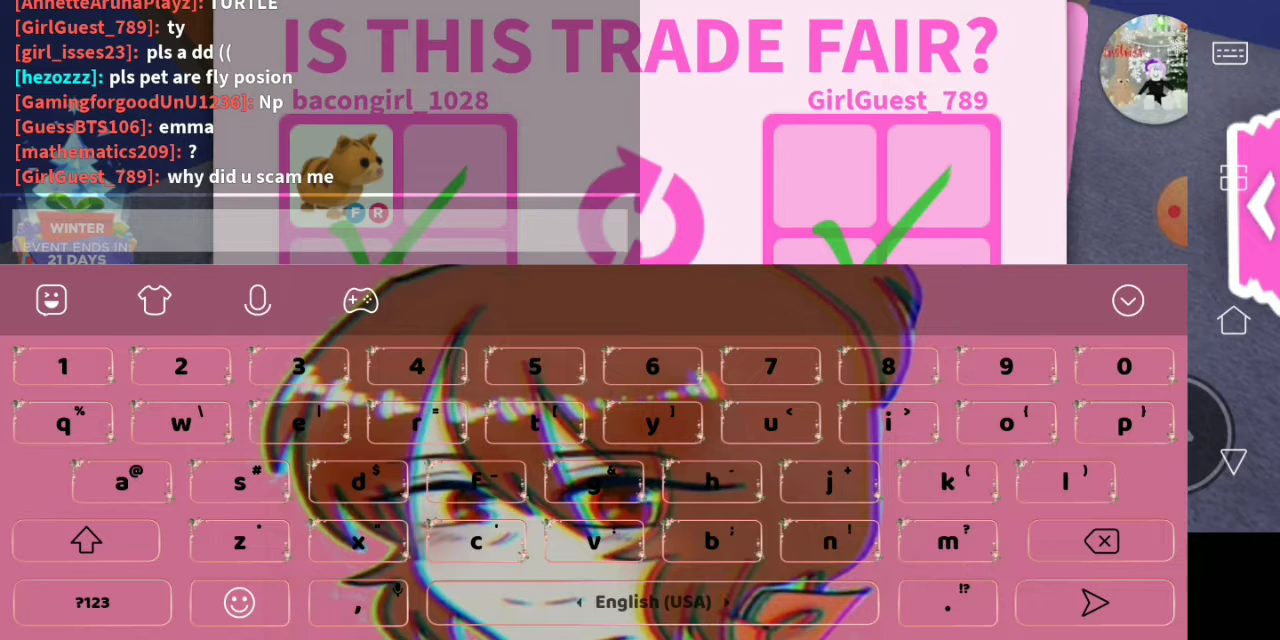 [AnnetteArunaPlayz]: TURTLE
[GirlGuest_789]: ty
[girl_isses23]: pls a dd ((
[hezozzz]: pls pet are fly posion
[GamingforgoodUnU1236]: Np
[GuessBTS106]: emma
[mathematics209]: ?
[GirlGuest_789]: why did u scam me
IS THIS TRADE FAIR?
bacongirl_1028
GirlGuest_789
F R
WINTER
EVENT ENDS IN:
21 DAYS
1 2 3 4 5 6 7 8 9 0
q % w \ e | r = t [ y ] u < i > o { p }
a @ s # d $ f - g & h - j + k ( l )
z x " c ' v : b ; n ! m ?
?123 , English (USA) . !?